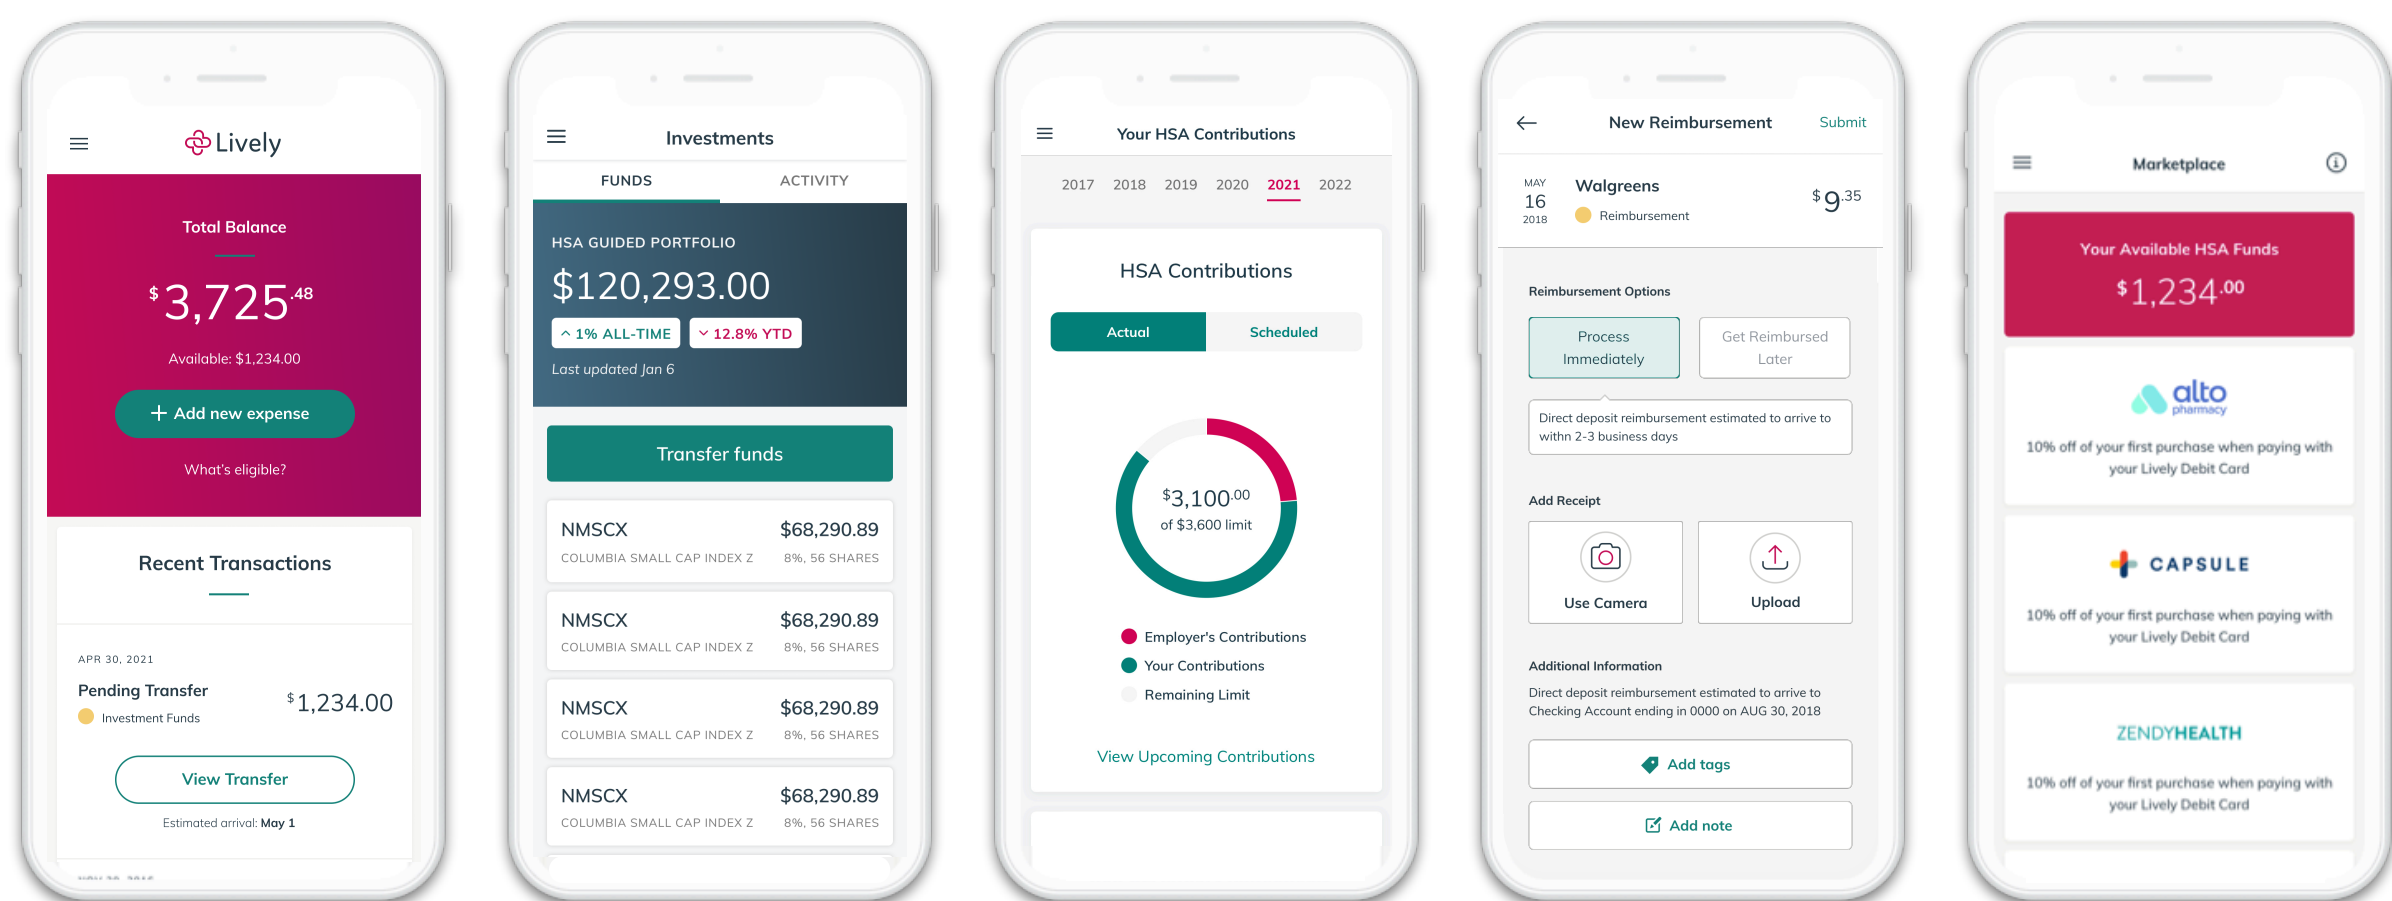 Lively
Total Balance
$3,725.48
Available: $1,234.00
+ Add new expense
What's eligible?
Recent Transactions
APR 30, 2021
Pending Transfer
Investment Funds
$1,234.00
View Transfer
Estimated arrival: May 1
Investments
FUNDS ACTIVITY
HSA GUIDED PORTFOLIO
$120,293.00
1% ALL-TIME 12.8% YTD
Last updated Jan 6
Transfer funds
NMSCX $68,290.89
COLUMBIA SMALL CAP INDEX Z 8%, 56 SHARES
NMSCX $68,290.89
COLUMBIA SMALL CAP INDEX Z 8%, 56 SHARES
NMSCX $68,290.89
COLUMBIA SMALL CAP INDEX Z 8%, 56 SHARES
NMSCX $68,290.89
COLUMBIA SMALL CAP INDEX Z 8%, 56 SHARES
Your HSA Contributions
2017 2018 2019 2020 2021 2022
HSA Contributions
Actual Scheduled
$3,100.00
of $3,600 limit
Employer's Contributions
Your Contributions
Remaining Limit
View Upcoming Contributions
New Reimbursement Submit
MAY
16
2018
Walgreens
Reimbursement
$9.35
Reimbursement Options
Process
Immediately
Get Reimbursed
Later
Direct deposit reimbursement estimated to arrive to
withn 2-3 business days
Add Receipt
Use Camera Upload
Additional Information
Direct deposit reimbursement estimated to arrive to
Checking Account ending in 0000 on AUG 30, 2018
Add tags
Add note
Marketplace
Your Available HSA Funds
$1,234.00
alto
pharmacy
10% off of your first purchase when paying with
your Lively Debit Card
CAPSULE
10% off of your first purchase when paying with
your Lively Debit Card
ZENDYHEALTH
10% off of your first purchase when paying with
your Lively Debit Card